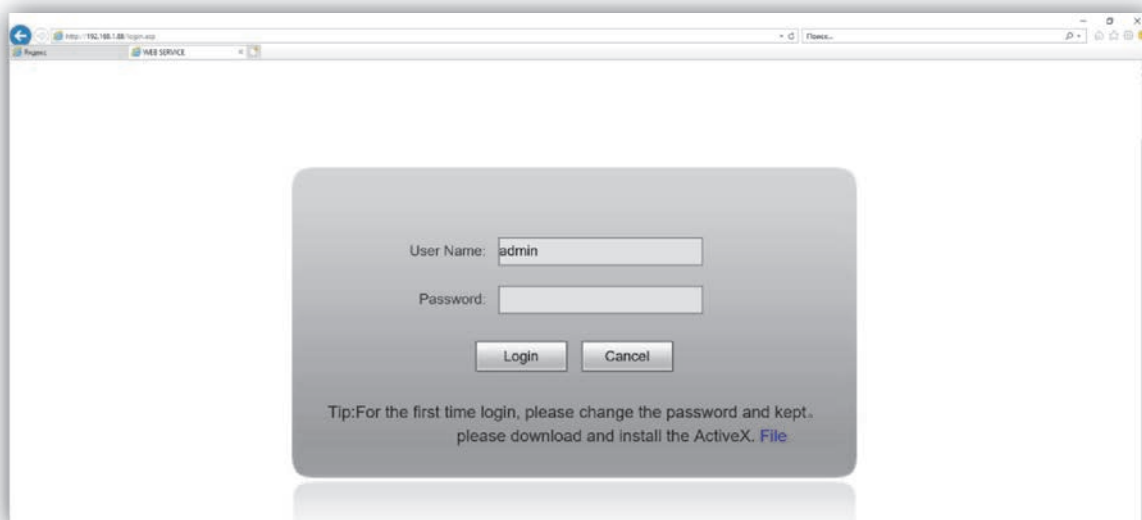 http://192.168.1.88/login.asp
Поиск...
Яндекс
WEB SERVICE
User Name: admin
Password:
Login Cancel
Tip:For the first time login, please change the password and kept.
please download and install the ActiveX. File